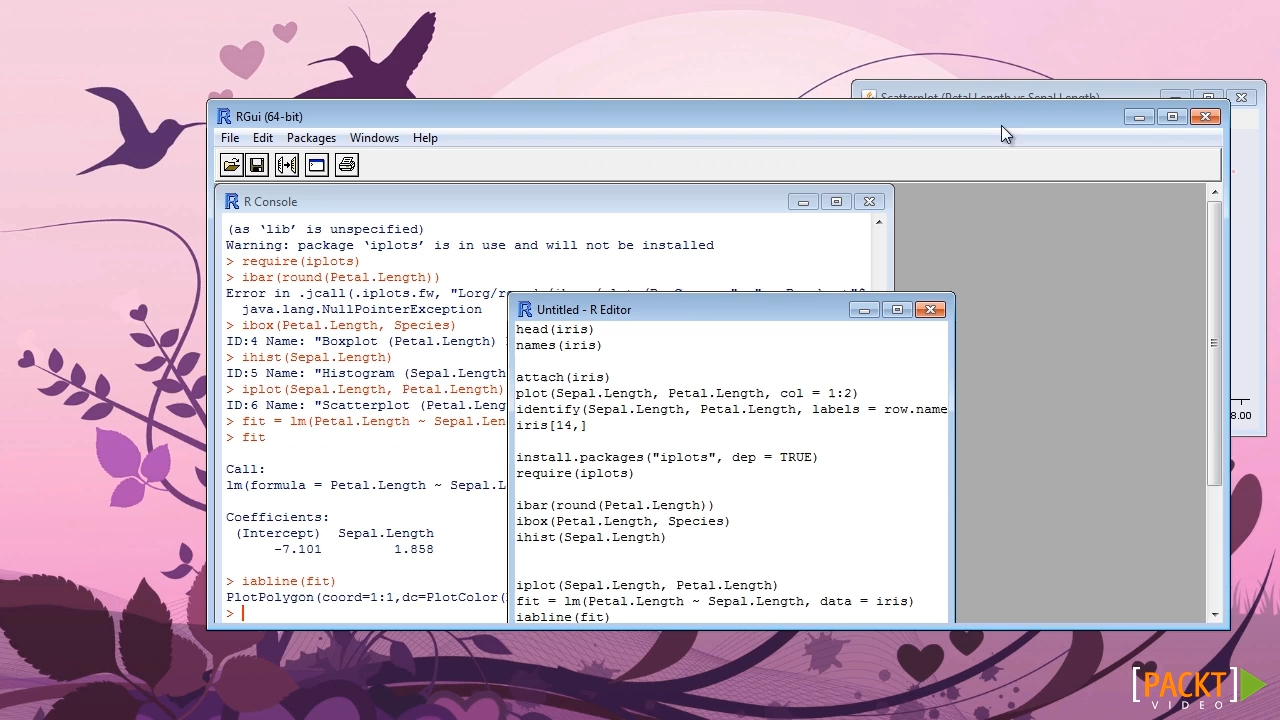 Scatterplot (Petal.Length vs Sepal.Length)
RGui (64-bit)
File Edit Packages Windows Help
R Console
(as ‘lib’ is unspecified)
Warning: package ‘iplots’ is in use and will not be installed
> require(iplots)
> ibar(round(Petal.Length))
Error in .jcall(.iplots.fw, "Lorg/
java.lang.NullPointerException
> ibox(Petal.Length, Species)
ID:4 Name: "Boxplot (Petal.Length)
> ihist(Sepal.Length)
ID:5 Name: "Histogram (Sepal.Length
> iplot(Sepal.Length, Petal.Length)
ID:6 Name: "Scatterplot (Petal.Leng
> fit = lm(Petal.Length ~ Sepal.Len
> fit
Call:
lm(formula = Petal.Length ~ Sepal.L
Coefficients:
(Intercept) Sepal.Length
-7.101 1.858
> iabline(fit)
PlotPolygon(coord=1:1,dc=PlotColor(
>
Untitled - R Editor
head(iris)
names(iris)
attach(iris)
plot(Sepal.Length, Petal.Length, col = 1:2)
identify(Sepal.Length, Petal.Length, labels = row.name
iris[14,]
install.packages("iplots", dep = TRUE)
require(iplots)
ibar(round(Petal.Length))
ibox(Petal.Length, Species)
ihist(Sepal.Length)
iplot(Sepal.Length, Petal.Length)
fit = lm(Petal.Length ~ Sepal.Length, data = iris)
iabline(fit)
8.00
[PACKT]
VIDEO